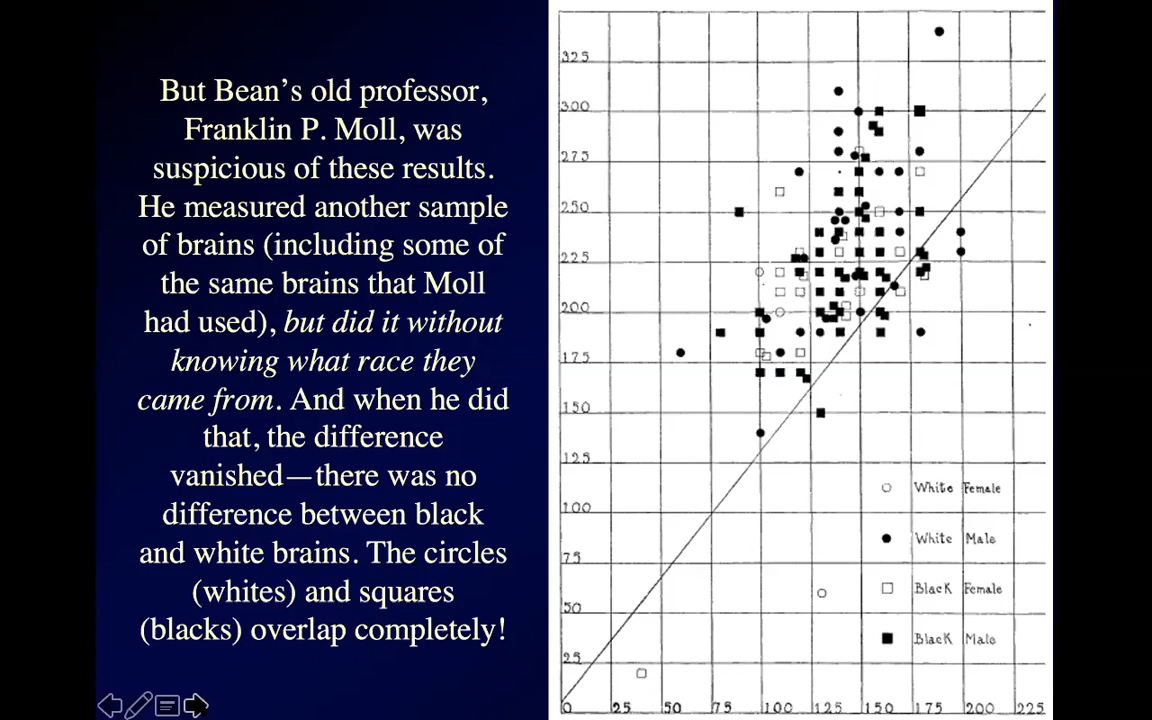 But Bean’s old professor,
Franklin P. Moll, was
suspicious of these results.
He measured another sample
of brains (including some of
the same brains that Moll
had used), but did it without
knowing what race they
came from. And when he did
that, the difference
vanished—there was no
difference between black
and white brains. The circles
(whites) and squares
(blacks) overlap completely!
325
300
275
250
225
200
175
150
125
100
75
50
25
White Female
White Male
Black Female
Black Male
0 25 50 75 100 125 150 175 200 225